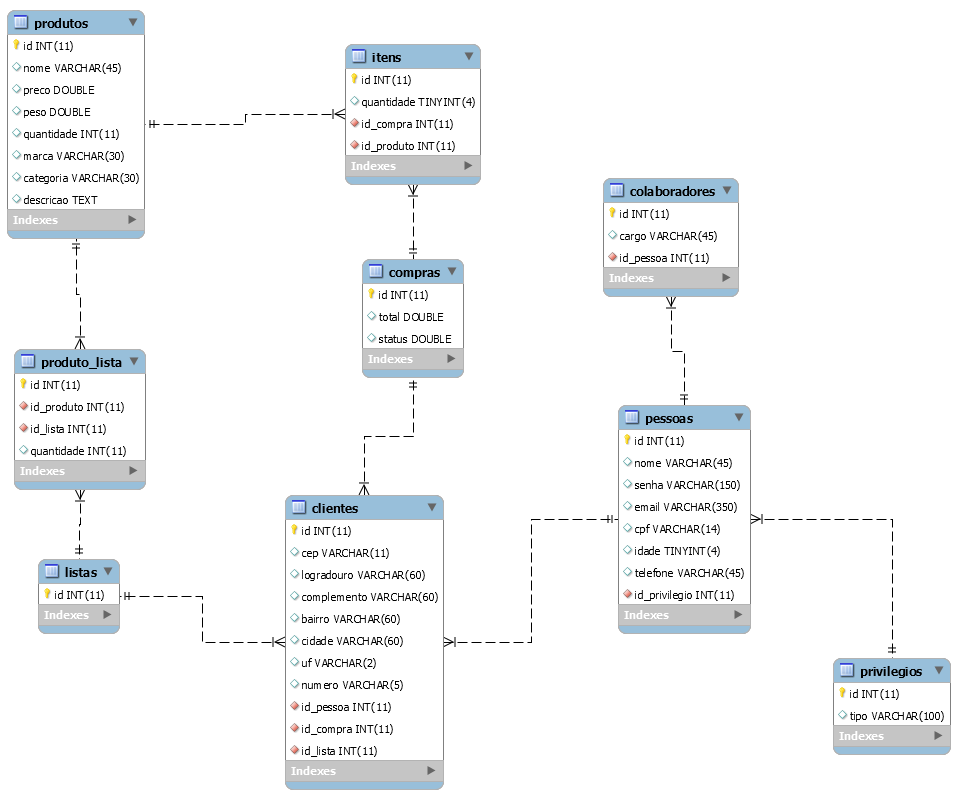 produtos
id INT(11)
nome VARCHAR(45)
preco DOUBLE
peso DOUBLE
quantidade INT(11)
marca VARCHAR(30)
categoria VARCHAR(30)
descricao TEXT
Indexes
itens
id INT(11)
quantidade TINYINT(4)
id_compra INT(11)
id_produto INT(11)
Indexes
colaboradores
id INT(11)
cargo VARCHAR(45)
id_pessoa INT(11)
Indexes
compras
id INT(11)
total DOUBLE
status DOUBLE
Indexes
produto_lista
id INT(11)
id_produto INT(11)
id_lista INT(11)
quantidade INT(11)
Indexes
pessoas
id INT(11)
nome VARCHAR(45)
senha VARCHAR(150)
email VARCHAR(350)
cpf VARCHAR(14)
idade TINYINT(4)
telefone VARCHAR(45)
id_privilegio INT(11)
Indexes
clientes
id INT(11)
cep VARCHAR(11)
logradouro VARCHAR(60)
complemento VARCHAR(60)
bairro VARCHAR(60)
cidade VARCHAR(60)
uf VARCHAR(2)
numero VARCHAR(5)
id_pessoa INT(11)
id_compra INT(11)
id_lista INT(11)
Indexes
listas
id INT(11)
Indexes
privilegios
id INT(11)
tipo VARCHAR(100)
Indexes